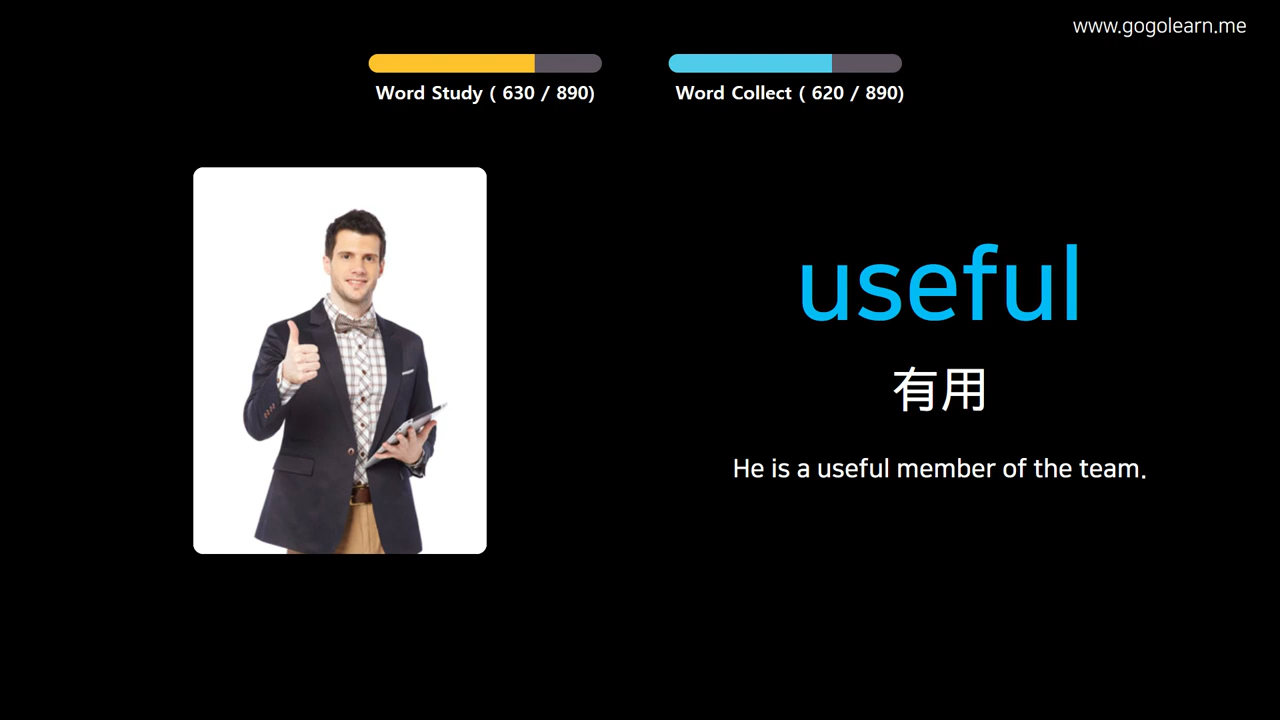 www.gogolearn.me
Word Study ( 630 / 890)
Word Collect ( 620 / 890)
useful
有用
He is a useful member of the team.